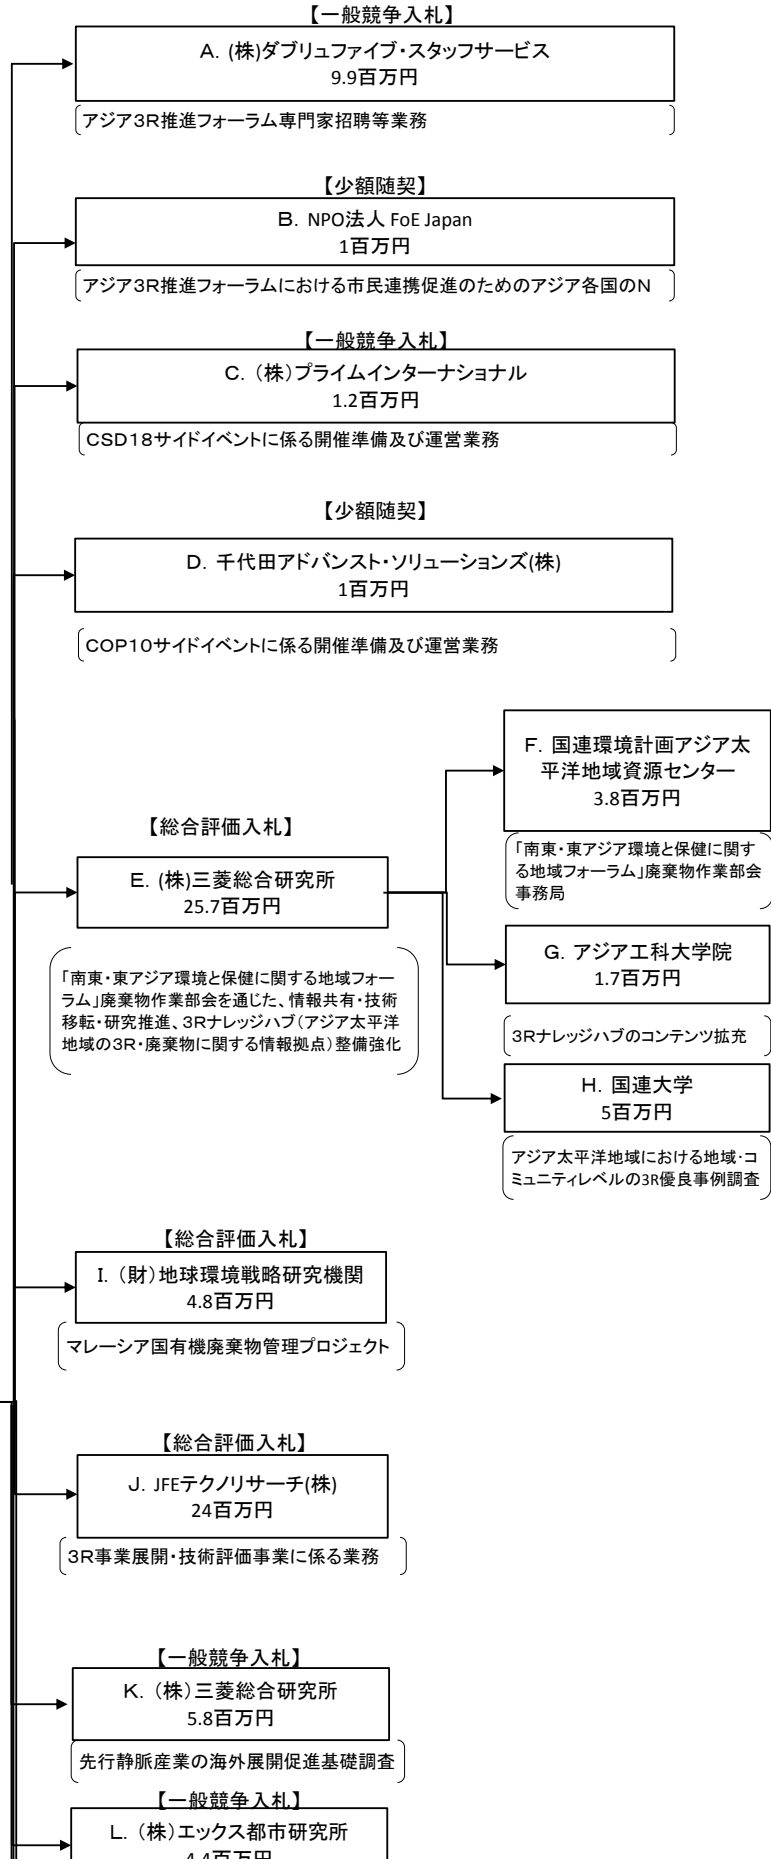 【一般競争入札】
A. (株)ダブリュファイブ・スタッフサービス
9.9百万円
アジア3R推進フォーラム専門家招聘等業務
【少額随契】
B. NPO法人 FoE Japan
1百万円
アジア3R推進フォーラムにおける市民連携促進のためのアジア各国のN
【一般競争入札】
C. （株）プライムインターナショナル
1.2百万円
CSD18サイドイベントに係る開催準備及び運営業務
【少額随契】
D. 千代田アドバンスト・ソリューションズ(株)
1百万円
COP10サイドイベントに係る開催準備及び運営業務
【総合評価入札】
E. (株)三菱総合研究所
25.7百万円
「南東・東アジア環境と保健に関する地域フォー
ラム」廃棄物作業部会を通じた、情報共有・技術
移転・研究推進、3Rナレッジハブ（アジア太平洋
地域の3R・廃棄物に関する情報拠点）整備強化
F. 国連環境計画アジア太
平洋地域資源センター
3.8百万円
「南東・東アジア環境と保健に関す
る地域フォーラム」廃棄物作業部会
事務局
G. アジア工科大学院
1.7百万円
3Rナレッジハブのコンテンツ拡充
H. 国連大学
5百万円
アジア太平洋地域における地域・コ
ミュニティレベルの3R優良事例調査
【総合評価入札】
I. （財）地球環境戦略研究機関
4.8百万円
マレーシア国有機廃棄物管理プロジェクト
【総合評価入札】
J. JFEテクノリサーチ(株)
24百万円
3R事業展開・技術評価事業に係る業務
【一般競争入札】
K. （株）三菱総合研究所
5.8百万円
先行静脈産業の海外展開促進基礎調査
【一般競争入札】
L. （株）エックス都市研究所
4.4百万円